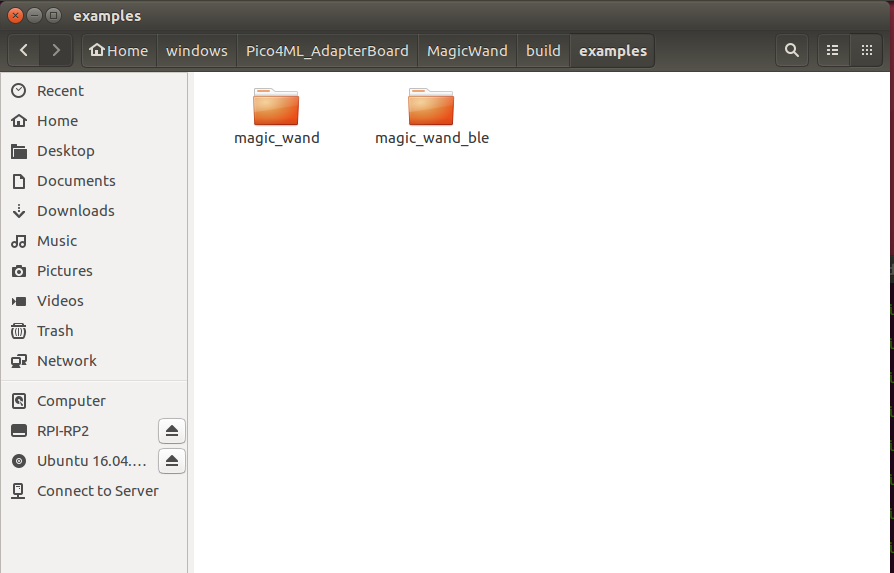 examples
Home windows Pico4ML_AdapterBoard MagicWand build examples
Recent
Home
Desktop
Documents
Downloads
Music
Pictures
Videos
Trash
Network
Computer
RPI-RP2
Ubuntu 16.04....
Connect to Server
magic_wand
magic_wand_ble